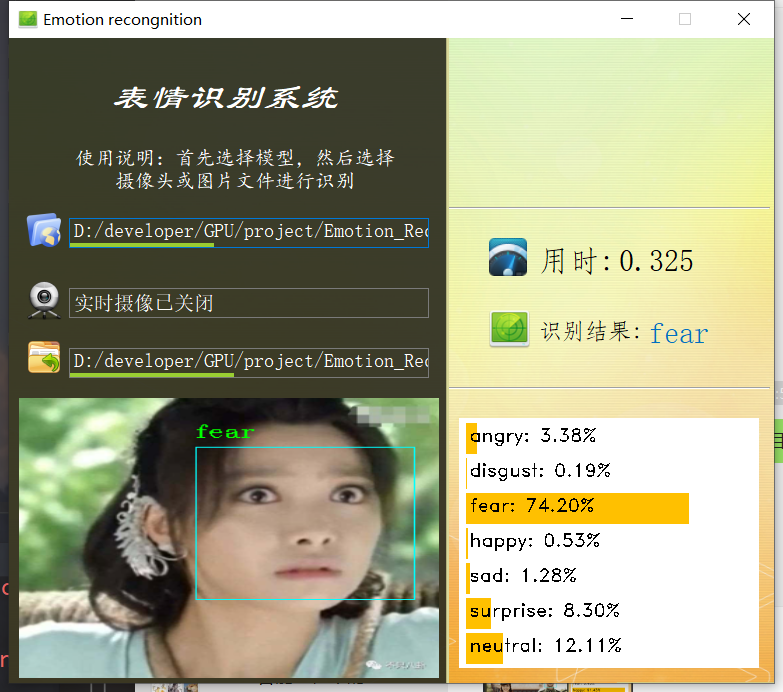 Emotion recongnition
表情识别系统
使用说明：首先选择模型，然后选择
摄像头或图片文件进行识别
D:/developer/GPU/project/Emotion_Rec
实时摄像已关闭
D:/developer/GPU/project/Emotion_Rec
fear
用时:0.325
识别结果: fear
angry: 3.38%
disgust: 0.19%
fear: 74.20%
happy: 0.53%
sad: 1.28%
surprise: 8.30%
neutral: 12.11%